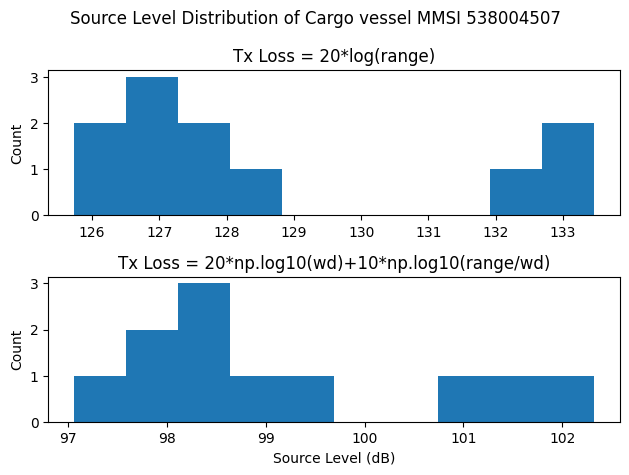 Source Level Distribution of Cargo vessel MMSI 538004507
Tx Loss = 20*log(range)
3
2
1
0
Count
126 127 128 129 130 131 132 133
Tx Loss = 20*np.log10(wd)+10*np.log10(range/wd)
3
2
1
0
Count
97 98 99 100 101 102
Source Level (dB)